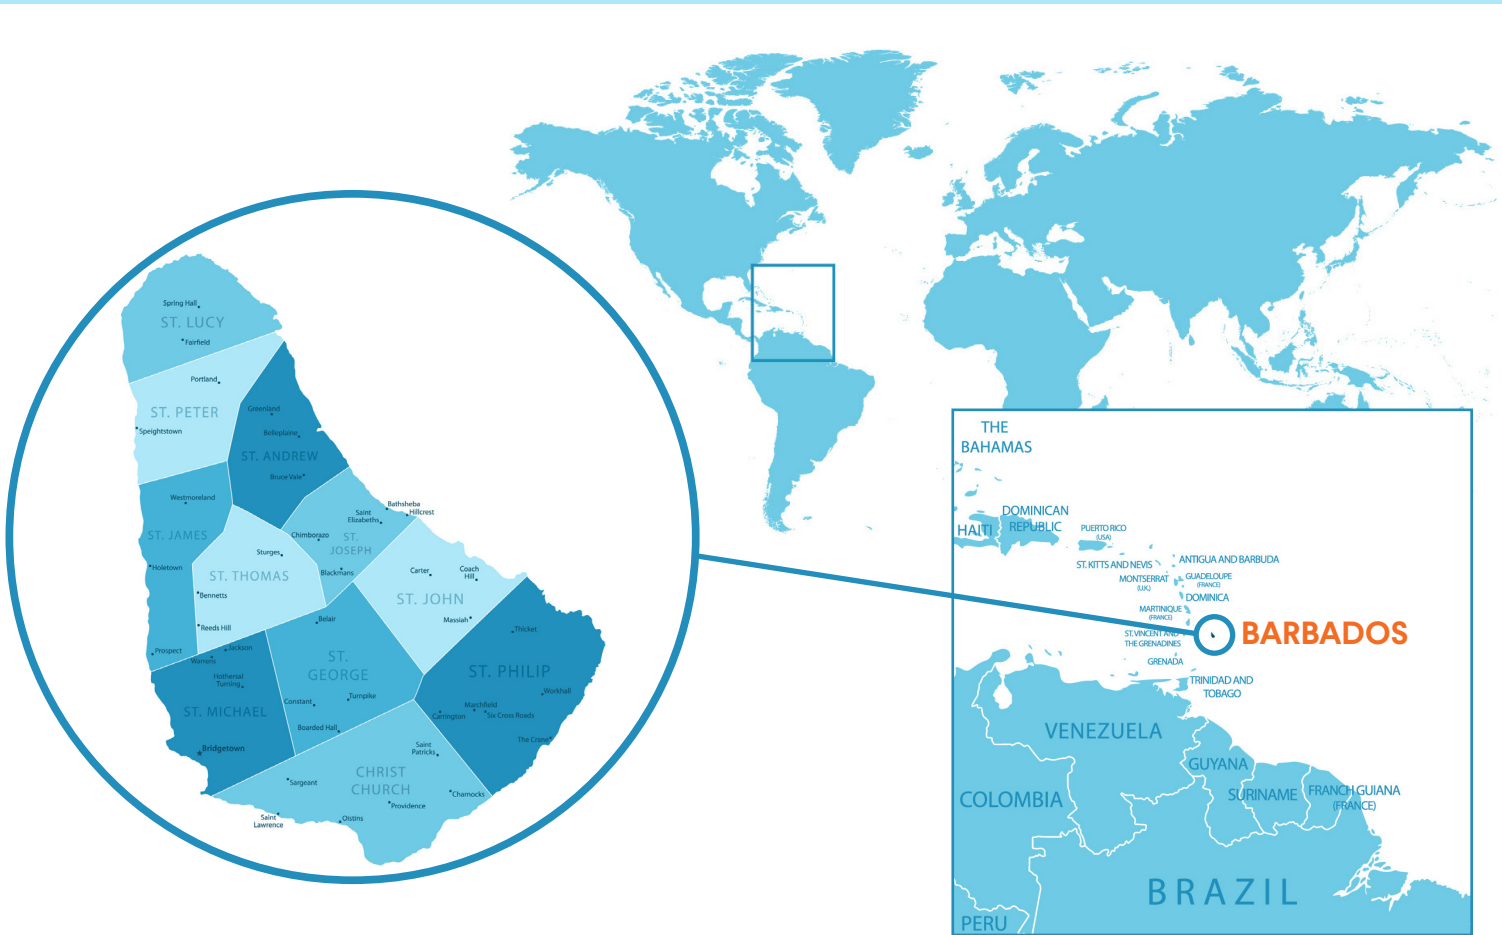 Spring Hall
ST. LUCY
Fairfield
Portland
ST. PETER
Speightstown
Greenland
Belleplaine
ST. ANDREW
Bruce Vale
Westmoreland
ST. JAMES
Holetown
Prospect
Saint
Elizabeths
Bathsheba
Hillcrest
Chimborazo
ST.
JOSEPH
Blackmans
Sturges
ST. THOMAS
Bennetts
Reeds Hill
Carter
Coach
Hill
ST. JOHN
Massiah
Belair
ST.
GEORGE
Constant
Turnpike
Boarded Hall
Jackson
Warrens
Hothersal
Turning
ST. MICHAEL
Bridgetown
Thicket
ST. PHILIP
Workhall
Marchfield
Carrington
Six Cross Roads
The Crane
Saint
Patricks
CHRIST
CHURCH
Sargeant
Charnocks
Providence
Saint
Lawrence
Oistins
THE
BAHAMAS
HAITI
DOMINICAN
REPUBLIC
PUERTO RICO
(USA)
ANTIGUA AND BARBUDA
ST. KITTS AND NEVIS
MONTSERRAT
(U.K.)
GUADELOUPE
(FRANCE)
DOMINICA
MARTINIQUE
(FRANCE)
ST. VINCENT AND
THE GRENADINES
BARBADOS
GRENADA
TRINIDAD AND
TOBAGO
VENEZUELA
GUYANA
COLOMBIA
SURINAME
FRANCH GUIANA
(FRANCE)
BRAZIL
PERU